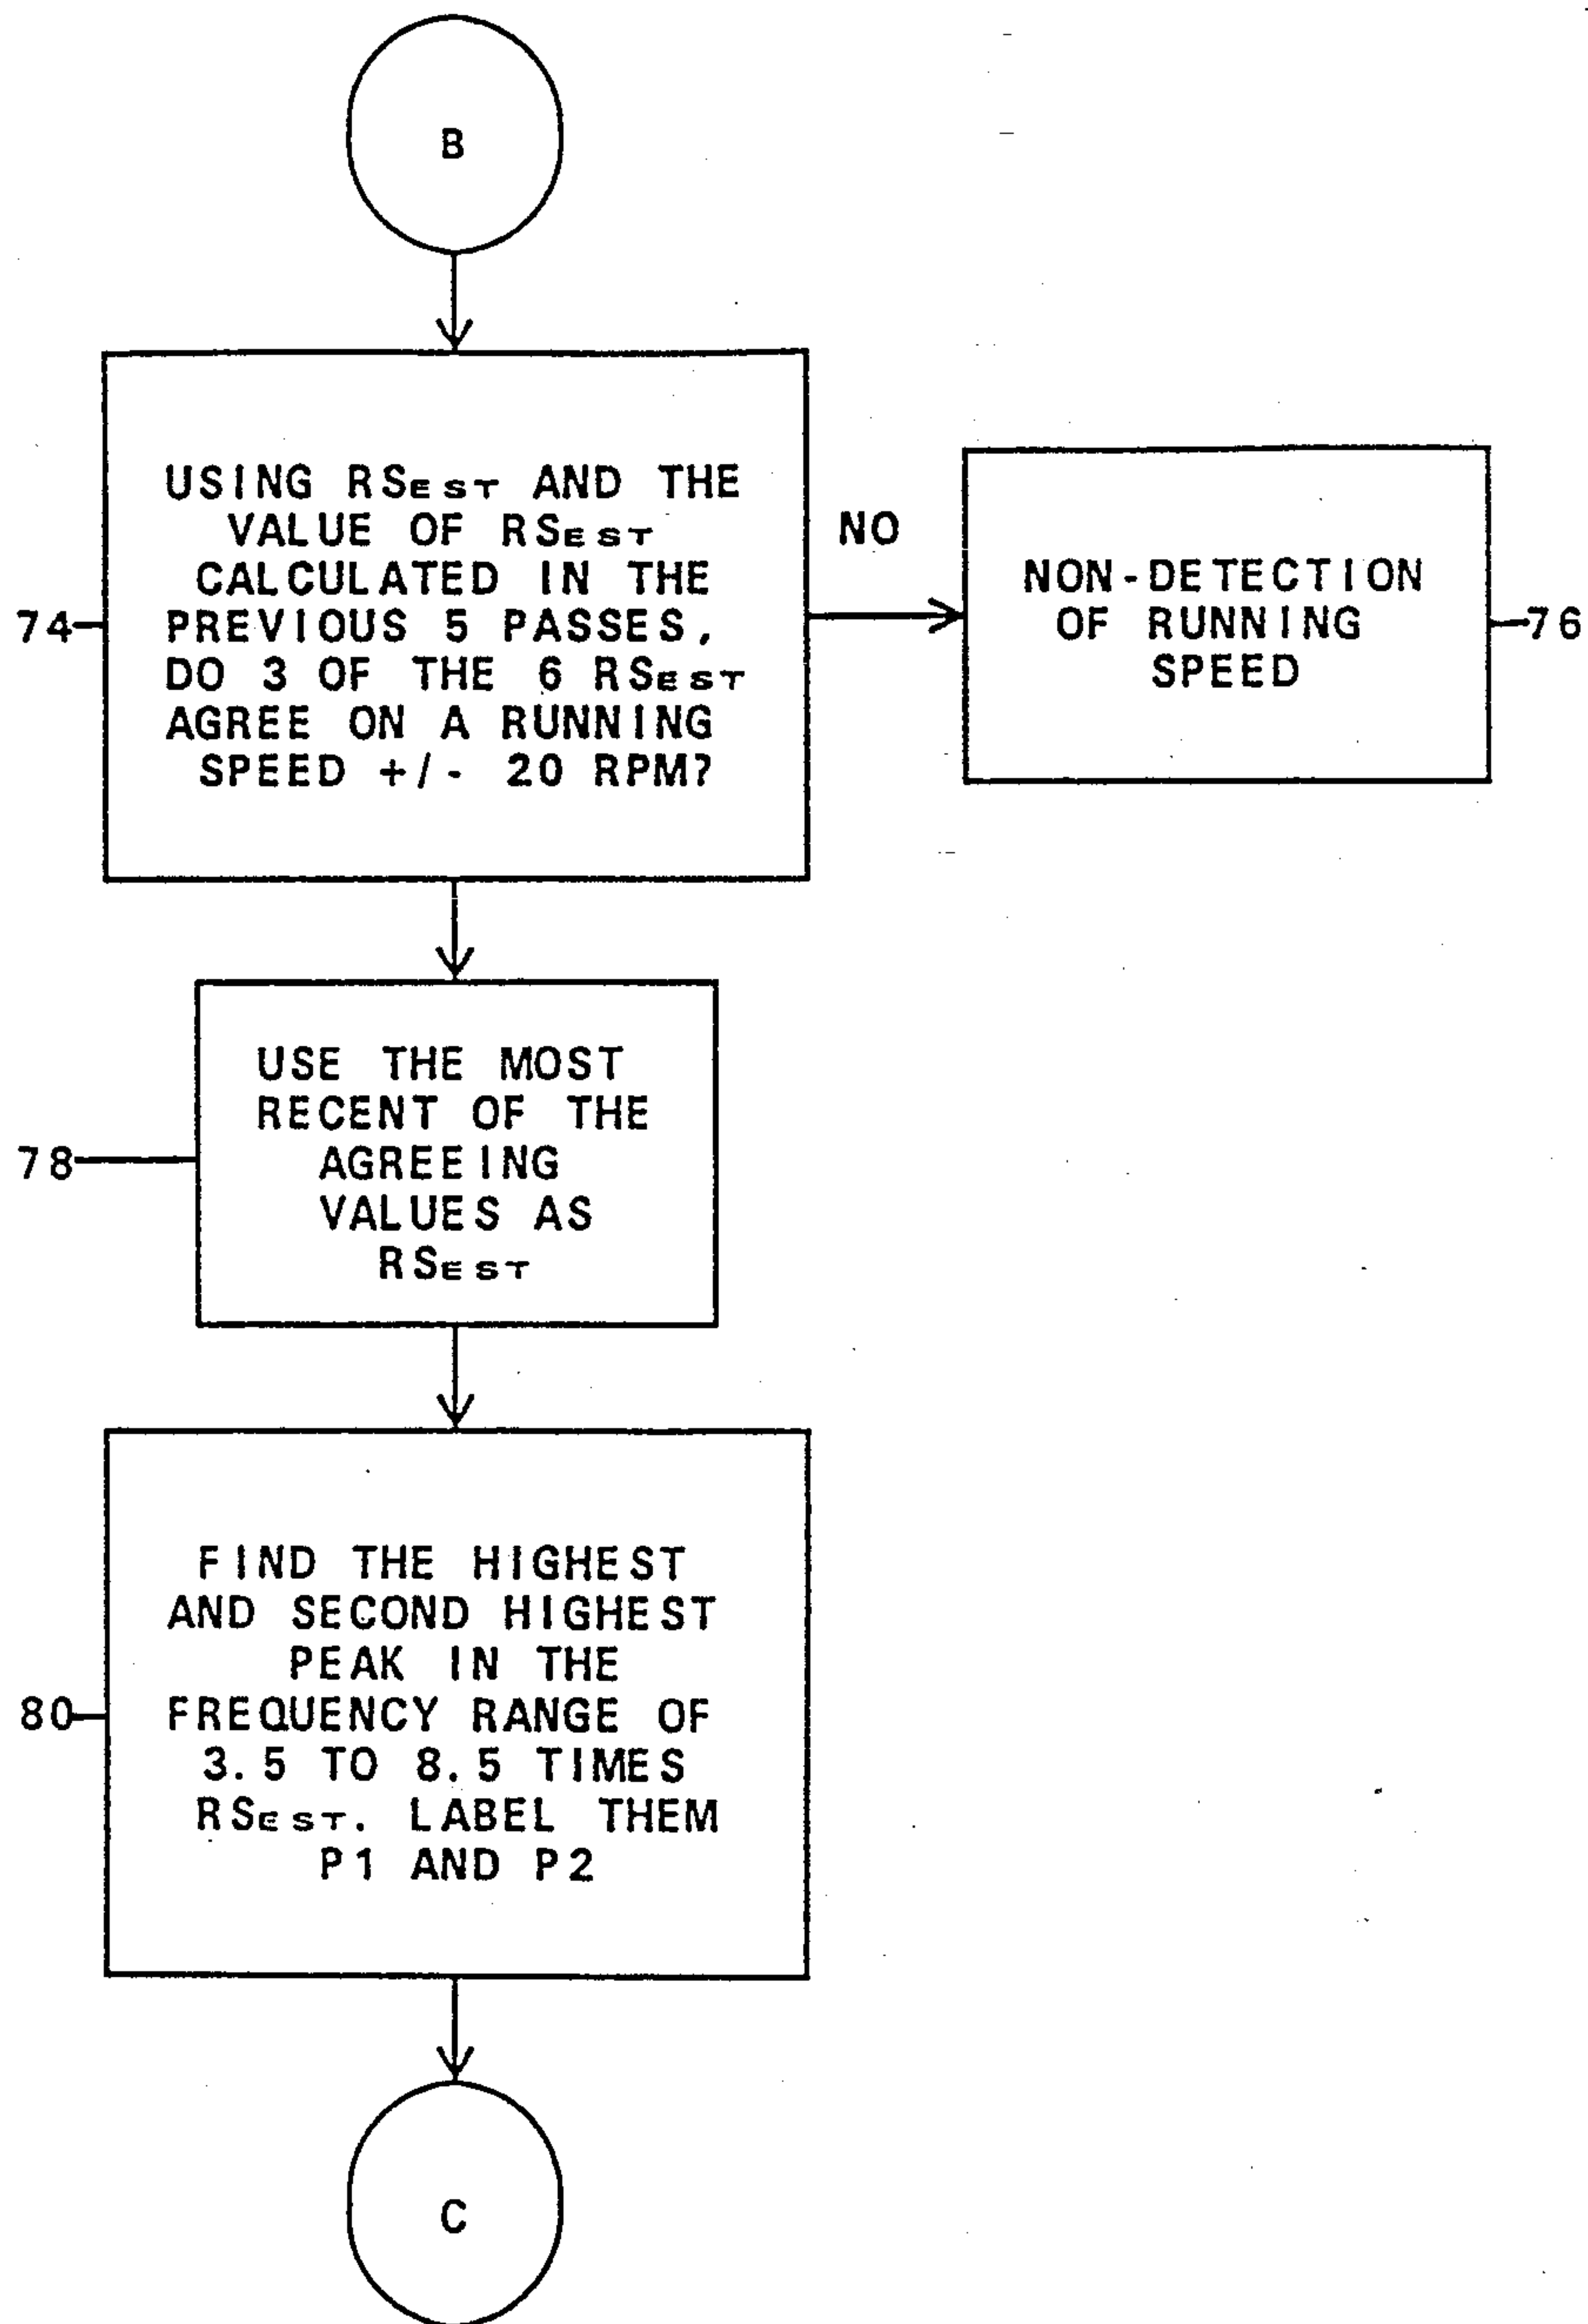 B
USING RSEST AND THE
VALUE OF RSEST
CALCULATED IN THE
PREVIOUS 5 PASSES,
DO 3 OF THE 6 RSEST
AGREE ON A RUNNING
SPEED +/- 20 RPM?
74
NO
NON-DETECTION
OF RUNNING
SPEED
76
USE THE MOST
RECENT OF THE
AGREEING
VALUES AS
RSEST
78
FIND THE HIGHEST
AND SECOND HIGHEST
PEAK IN THE
FREQUENCY RANGE OF
3.5 TO 8.5 TIMES
RSEST. LABEL THEM
P1 AND P2
80
C